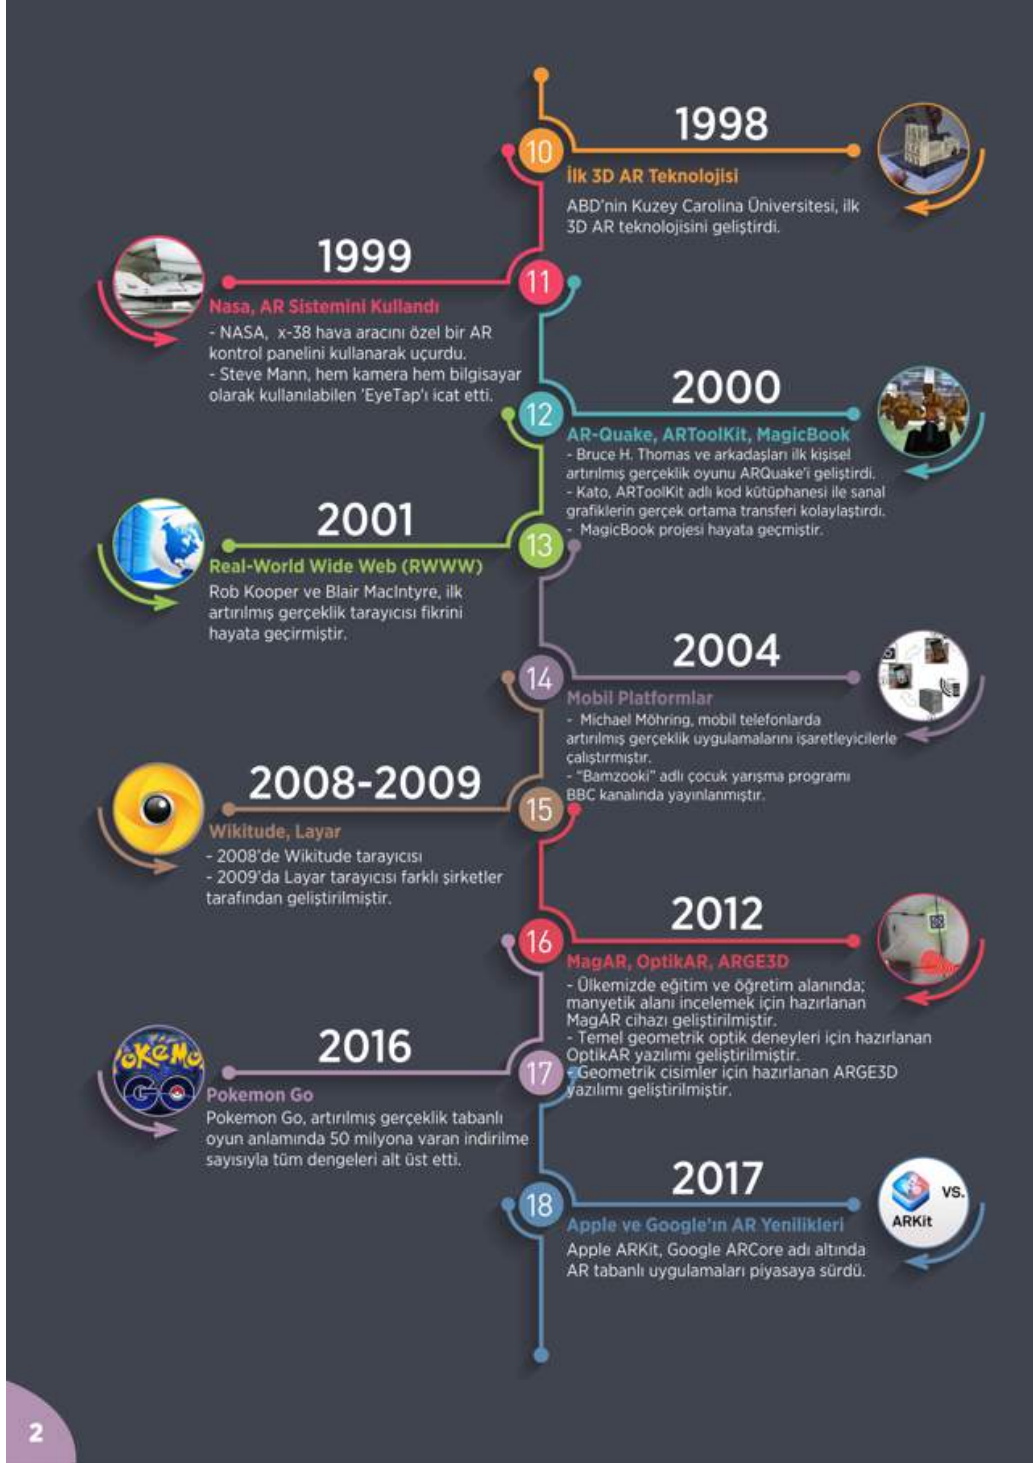 1998
10
İlk 3D AR Teknolojisi
ABD'nin Kuzey Carolina Üniversitesi, ilk
3D AR teknolojisini geliştirdi.
1999
11
Nasa, AR Sistemini Kullandı
- NASA, x-38 hava aracını özel bir AR
kontrol panelini kullanarak uçurdu.
- Steve Mann, hem kamera hem bilgisayar
olarak kullanılabilen 'EyeTap'ı icat etti.
2000
12
AR-Quake, ARToolKit, MagicBook
- Bruce H. Thomas ve arkadaşları ilk kişisel
artırılmış gerçeklik oyunu ARQuake'i geliştirdi.
- Kato, ARToolKit adlı kod kütüphanesi ile sanal
grafiklerin gerçek ortama transferi kolaylaştırdı.
- MagicBook projesi hayata geçmiştir.
2001
13
Real-World Wide Web (RWWW)
Rob Kooper ve Blair MacIntyre, ilk
artırılmış gerçeklik tarayıcısı fikrini
hayata geçirmiştir.
2004
14
Mobil Platformlar
- Michael Möhring, mobil telefonlarda
artırılmış gerçeklik uygulamalarını işaretleyicilerle
çalıştırmıştır.
- "Bamzooki" adlı çocuk yarışma programı
BBC kanalında yayınlanmıştır.
2008-2009
15
Wikitude, Layar
- 2008'de Wikitude tarayıcısı
- 2009'da Layar tarayıcısı farklı şirketler
tarafından geliştirilmiştir.
2012
16
MagAR, OptikAR, ARGE3D
- Ülkemizde eğitim ve öğretim alanında;
manyetik alanı incelemek için hazırlanan
MagAR cihazı geliştirilmiştir.
- Temel geometrik optik deneyleri için hazırlanan
OptikAR yazılımı geliştirilmiştir.
- Geometrik cisimler için hazırlanan ARGE3D
yazılımı geliştirilmiştir.
2016
17
POKéMO
GO
Pokemon Go
Pokemon Go, artırılmış gerçeklik tabanlı
oyun anlamında 50 milyona varan indirilme
sayısıyla tüm dengeleri alt üst etti.
2017
18
VS.
ARKit
Apple ve Google'ın AR Yenilikleri
Apple ARKit, Google ARCore adı altında
AR tabanlı uygulamaları piyasaya sürdü.
2